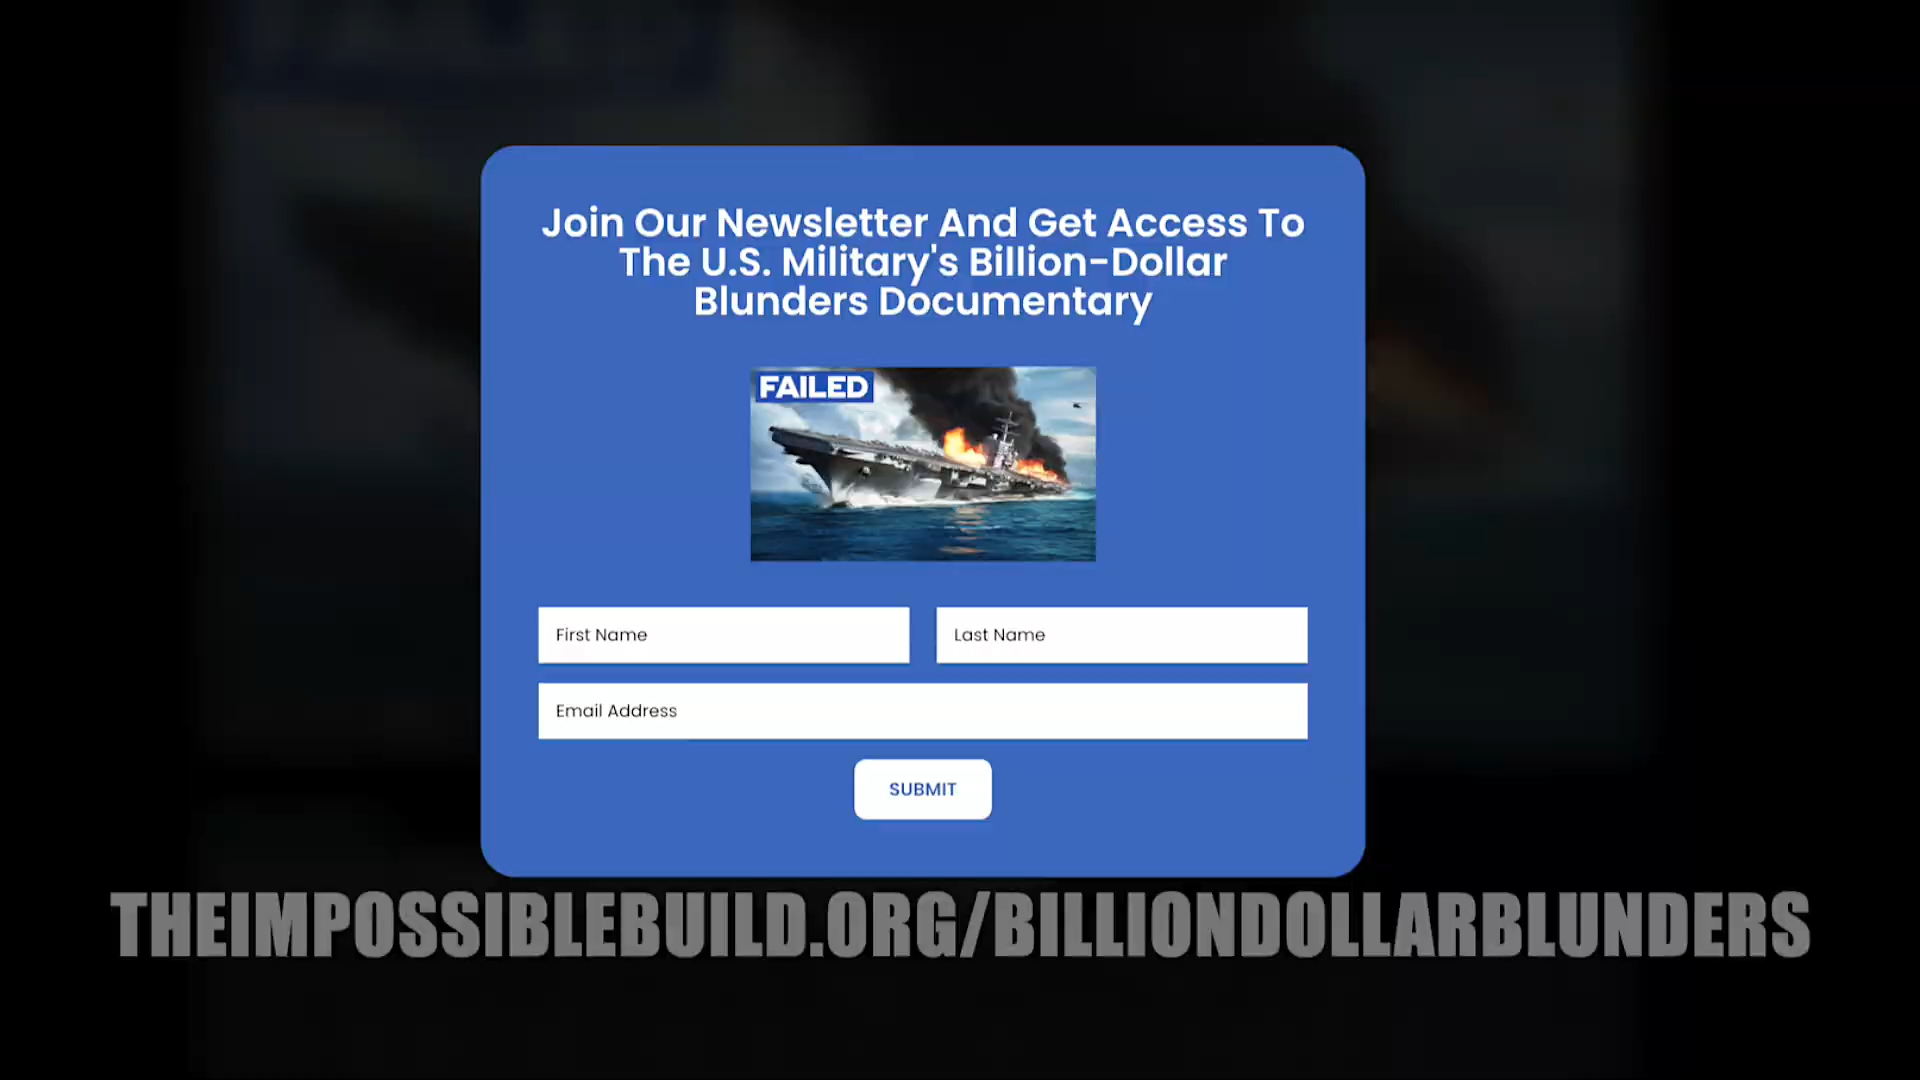 Join Our Newsletter And Get Access To
The U.S. Military's Billion-Dollar
Blunders Documentary
FAILED
First Name
Last Name
Email Address
SUBMIT
THEIMPOSSIBLEBUILD.ORG/BILLIONDOLLARBLUNDERS